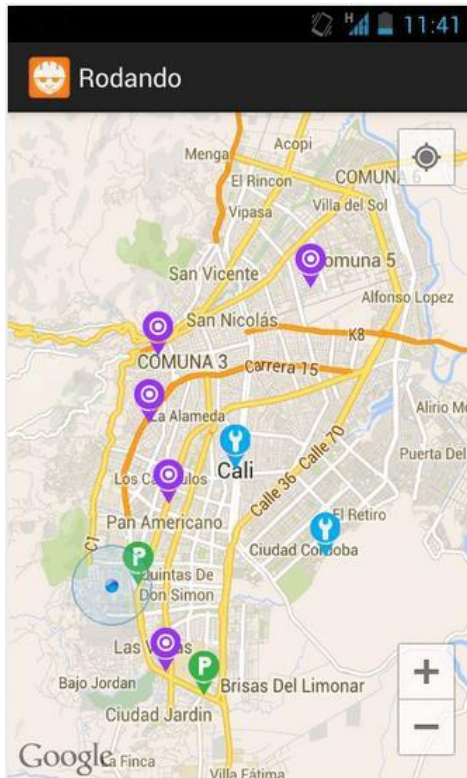 H 11:41
Rodando
Acopi
Menga
El Rincon
COMUNA 6
Vipasa
Villa del Sol
Comuna 5
San Vicente
Alfonso Lopez
San Nicolás
K8
COMUNA 3
Carrera 15
La Alameda
Alirio Mo
Cali
Calle 36
Calle 70
Puerta Del
Los
Pan Americano
El Retiro
C1
Ciudad Cordoba
P
Quintas De
Don Simon
Las
P
Bajo Jordan
Brisas Del Limonar
+
Ciudad Jardin
−
Google
La Finca
Villa Fátima